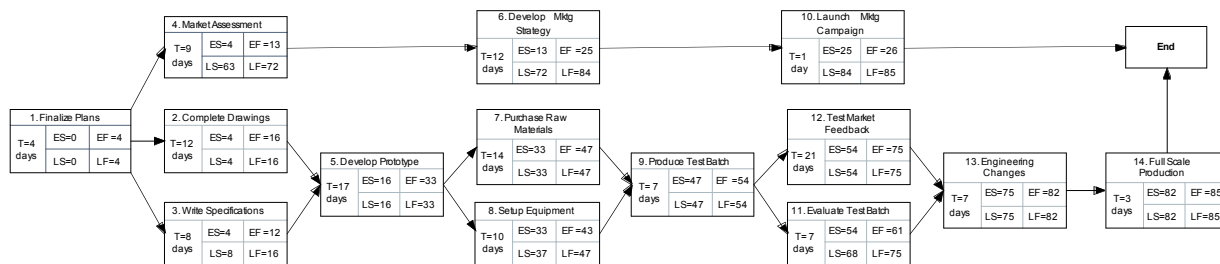 4. Market Assessment
T=9 days
ES=4 EF =13
LS=63 LF=72
6. Develop Mktg Strategy
T=12 days
ES=13 EF =25
LS=72 LF=84
10. Launch Mktg Campaign
T=1 day
ES=25 EF =26
LS=84 LF=85
End
1. Finalize Plans
T=4 days
ES=0 EF =4
LS=0 LF=4
2. Complete Drawings
T=12 days
ES=4 EF =16
LS=4 LF=16
3. Write Specifications
T=8 days
ES=4 EF =12
LS=8 LF=16
5. Develop Prototype
T=17 days
ES=16 EF =33
LS=16 LF=33
7. Purchase Raw Materials
T=14 days
ES=33 EF =47
LS=33 LF=47
8. Setup Equipment
T=10 days
ES=33 EF =43
LS=37 LF=47
9. Produce Test Batch
T= 7 days
ES=47 EF =54
LS=47 LF=54
12. Test Market Feedback
T= 21 days
ES=54 EF =75
LS=54 LF=75
11. Evaluate Test Batch
T=7 days
ES=54 EF =61
LS=68 LF=75
13. Engineering Changes
T=7 days
ES=75 EF =82
LS=75 LF=82
14. Full Scale Production
T=3 days
ES=82 EF =85
LS=82 LF=85